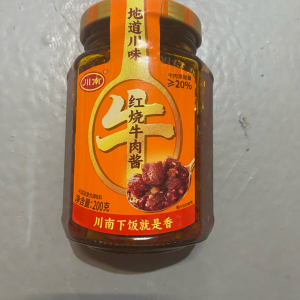 地道川味
川南
牛肉添加量
≥20%
牛
红烧牛肉酱
净含量:200克
川南下饭就是香